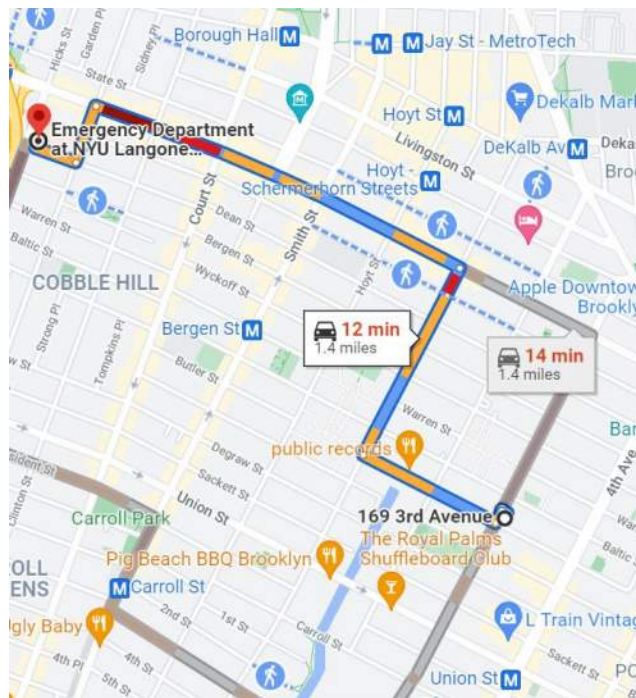 Borough Hall M
M M Jay St - MetroTech
Hicks St
Garden Pl
Sidney Pl
State St
Hoyt St M
Dekalb Mark
Livingston St
DeKalb Av M
Deka
Emergency Department
at NYU Langone...
Hoyt -
Schermerhorn Streets M
Broo
Court St
Smith St
Dean St
Warren St
Bergen St
Baltic St
Wyckoff St
Hoyt St
COBBLE HILL
Apple Downtown
Brooklyn
Strong Pl
Tompkins Pl
Bergen St M
12 min
1.4 miles
14 min
1.4 miles
Butler St
Warren St
Bar
public records
Degraw St
4th Ave
sident St
Sackett St
Clinton St
Union St
169 3rd Avenue
Carroll Park
The Royal Palms
Shuffleboard Club
Pig Beach BBQ Brooklyn
OLL
ENS
M Carroll St
2nd St
1st St
Carroll St
L Train Vintag
gly Baby
4th Pl
4th St
5th St
Sackett St
Union St M
PC